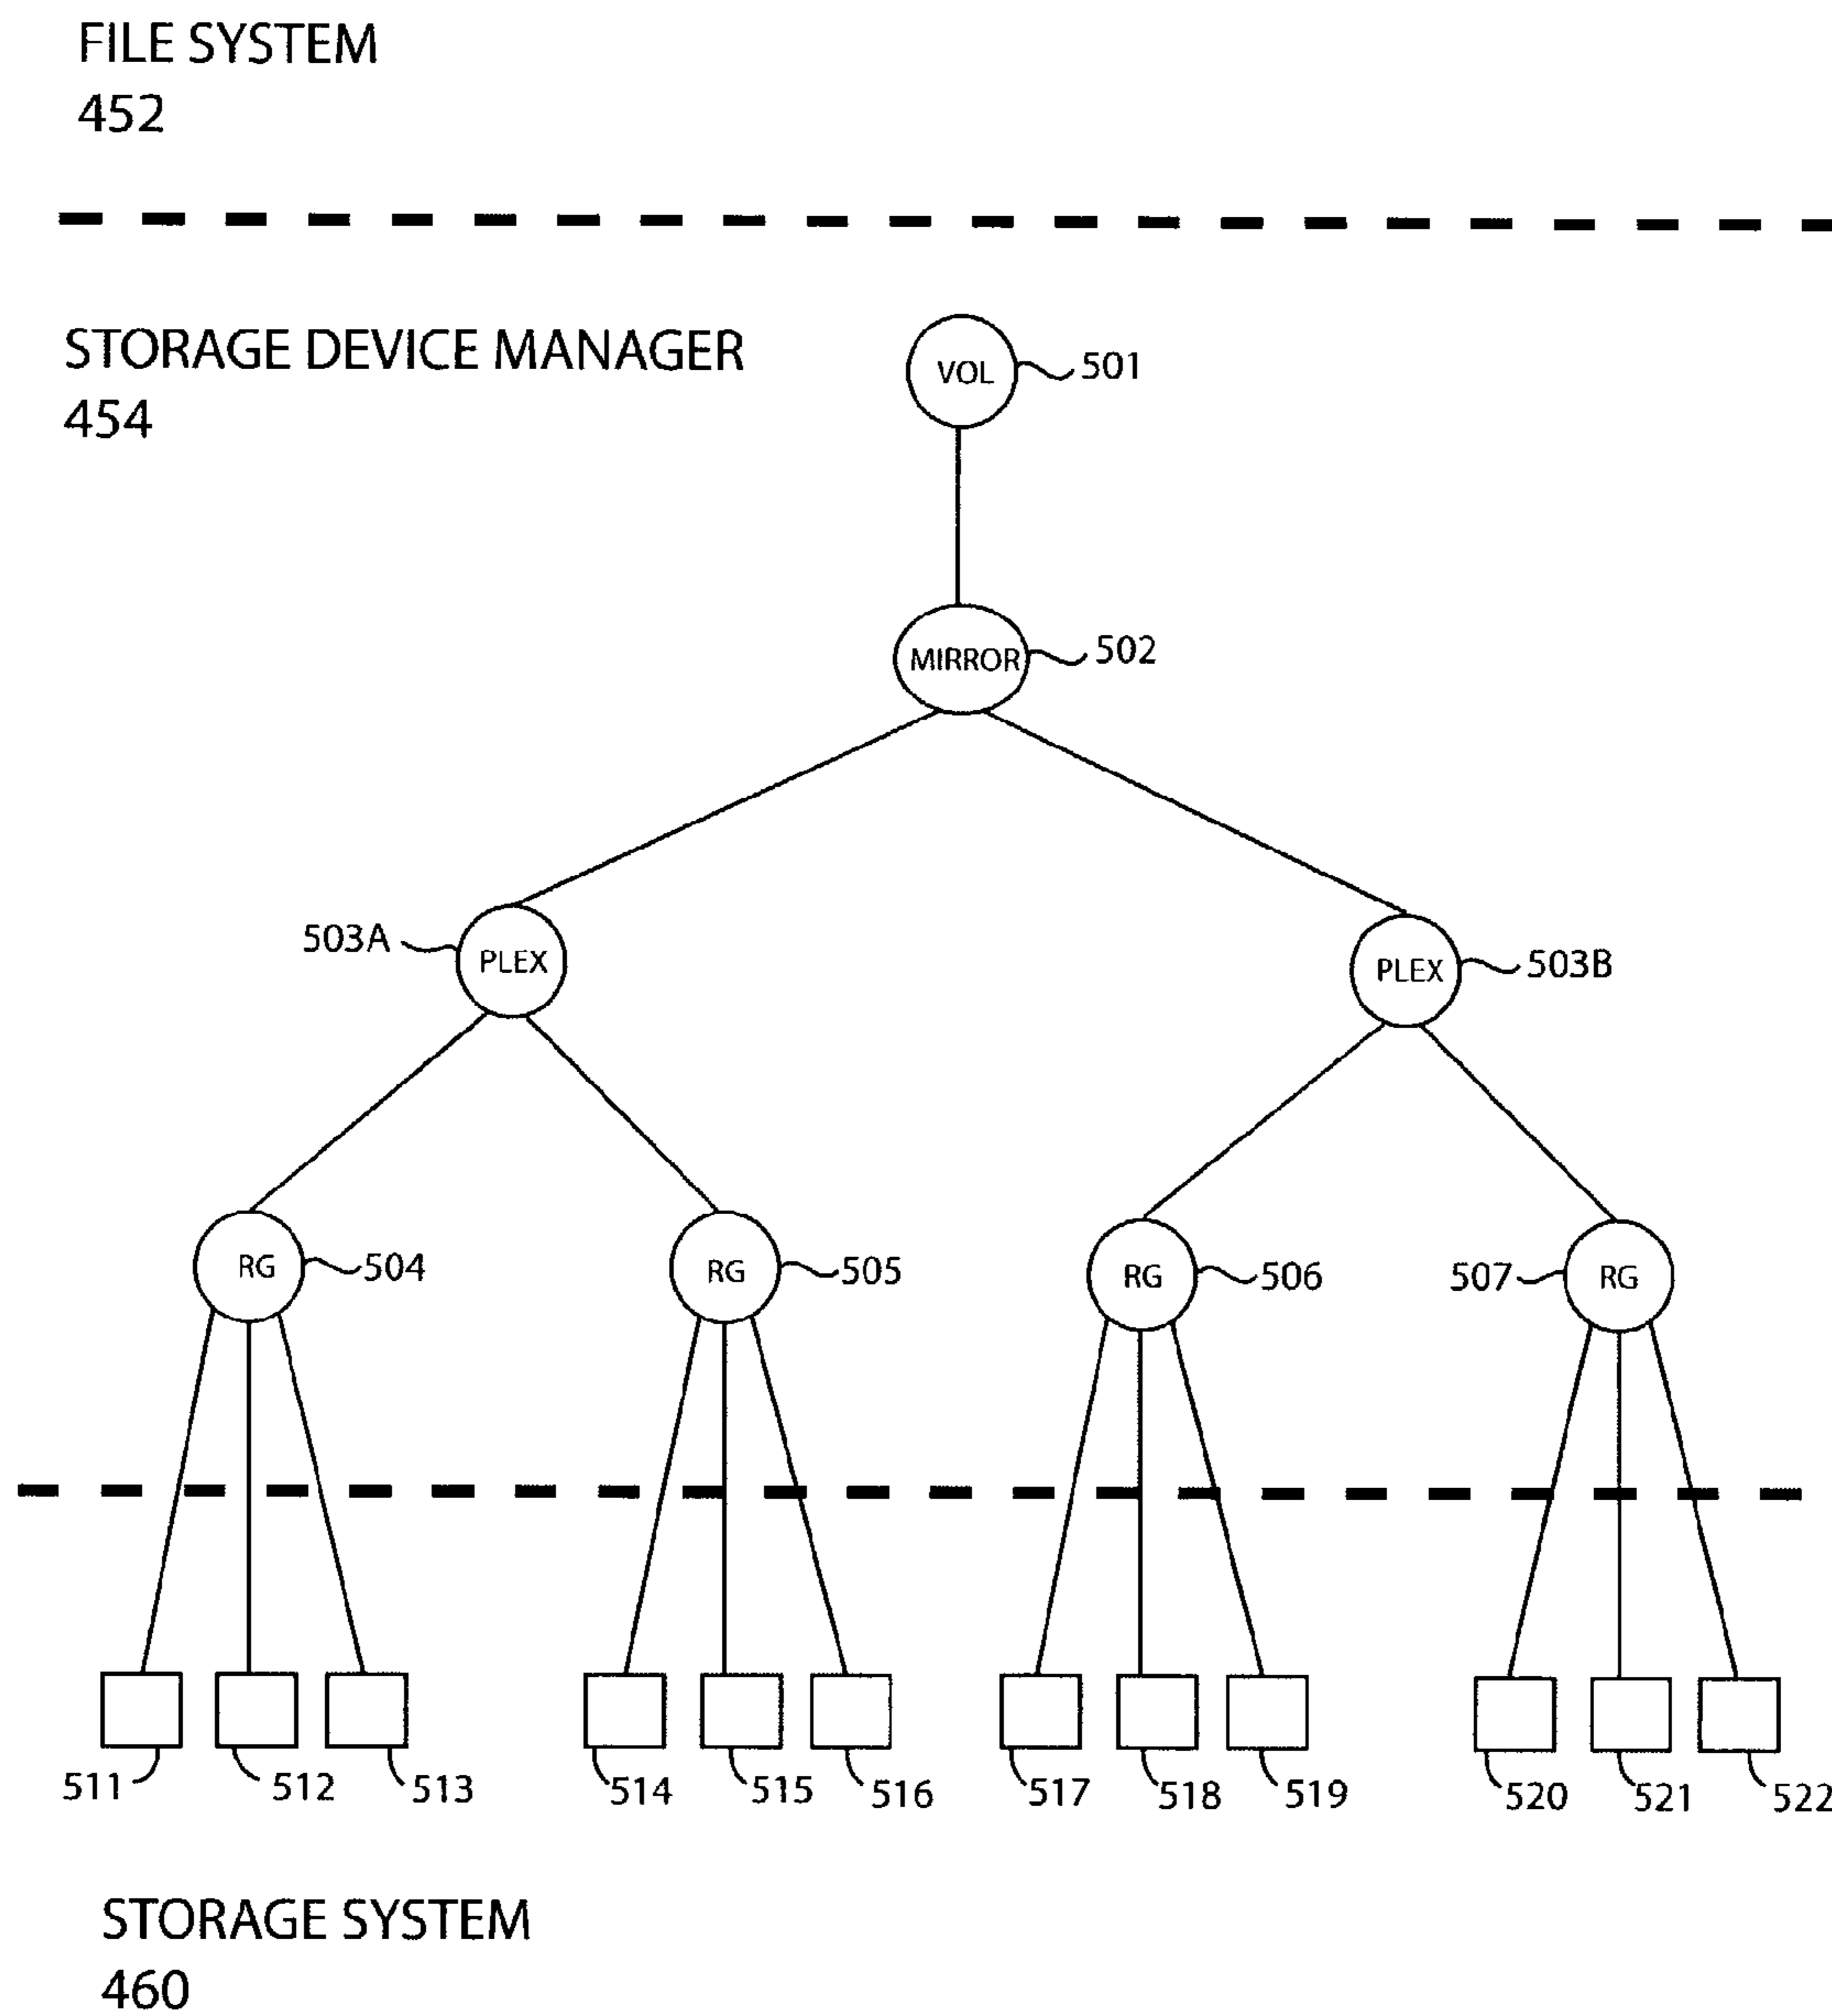 FILE SYSTEM
452
STORAGE DEVICE MANAGER
454
VOL
501
MIRROR
502
503A
PLEX
PLEX
503B
RG
504
RG
505
RG
506
507
RG
511
512
513
514
515
516
517
518
519
520
521
522
STORAGE SYSTEM
460